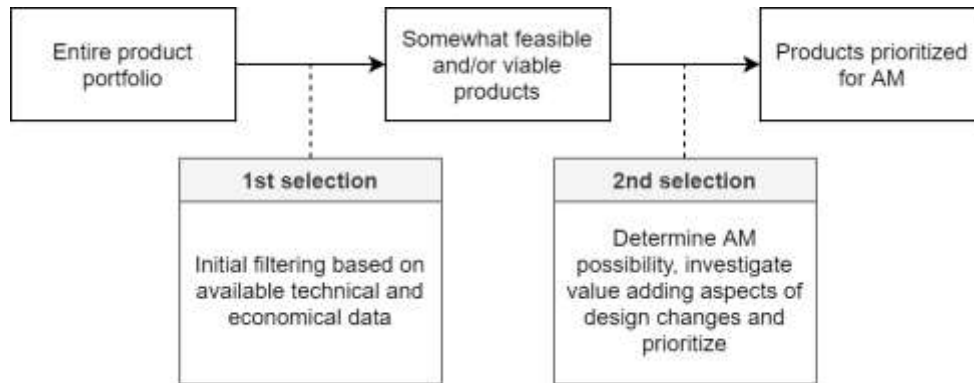 Entire product
portfolio
Somewhat feasible
and/or viable
products
Products prioritized
for AM
1st selection
Initial filtering based on
available technical and
economical data
2nd selection
Determine AM
possibility, investigate
value adding aspects of
design changes and
prioritize